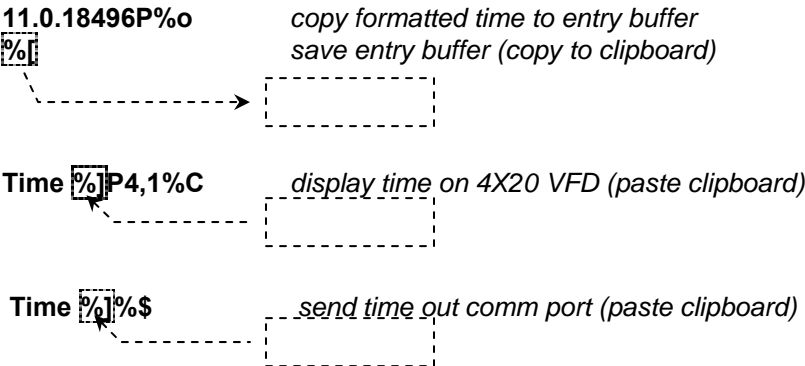 11.0.18496P%o copy formatted time to entry buffer
%[ save entry buffer (copy to clipboard)
Time %]P4,1%C display time on 4X20 VFD (paste clipboard)
Time %]%$ send time out comm port (paste clipboard)